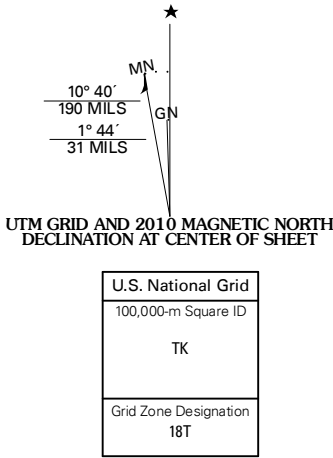 MN
GN
10° 40´
190 MILS
1° 44´
31 MILS
UTM GRID AND 2010 MAGNETIC NORTH
DECLINATION AT CENTER OF SHEET
U.S. National Grid
100,000-m Square ID
TK
Grid Zone Designation
18T